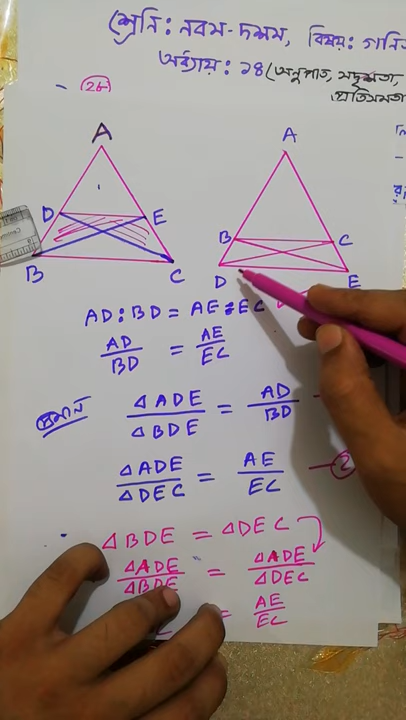 শ্রেনি: নবম-দশম, বিষয়: গানি
অধ্যায়: ১৪ (অনুপাত, সদৃশতা,
প্রতিসমতা
A
D E
B C
A
B C
D E
AD : BD = AE : EC
AD/BD = AE/EC
প্রমান △ADE/△BDE = AD/BD
△ADE/△DEC = AE/EC — ②
△BDE = △DEC
△ADE/△BDE = △ADE/△DEC
= AE/EC